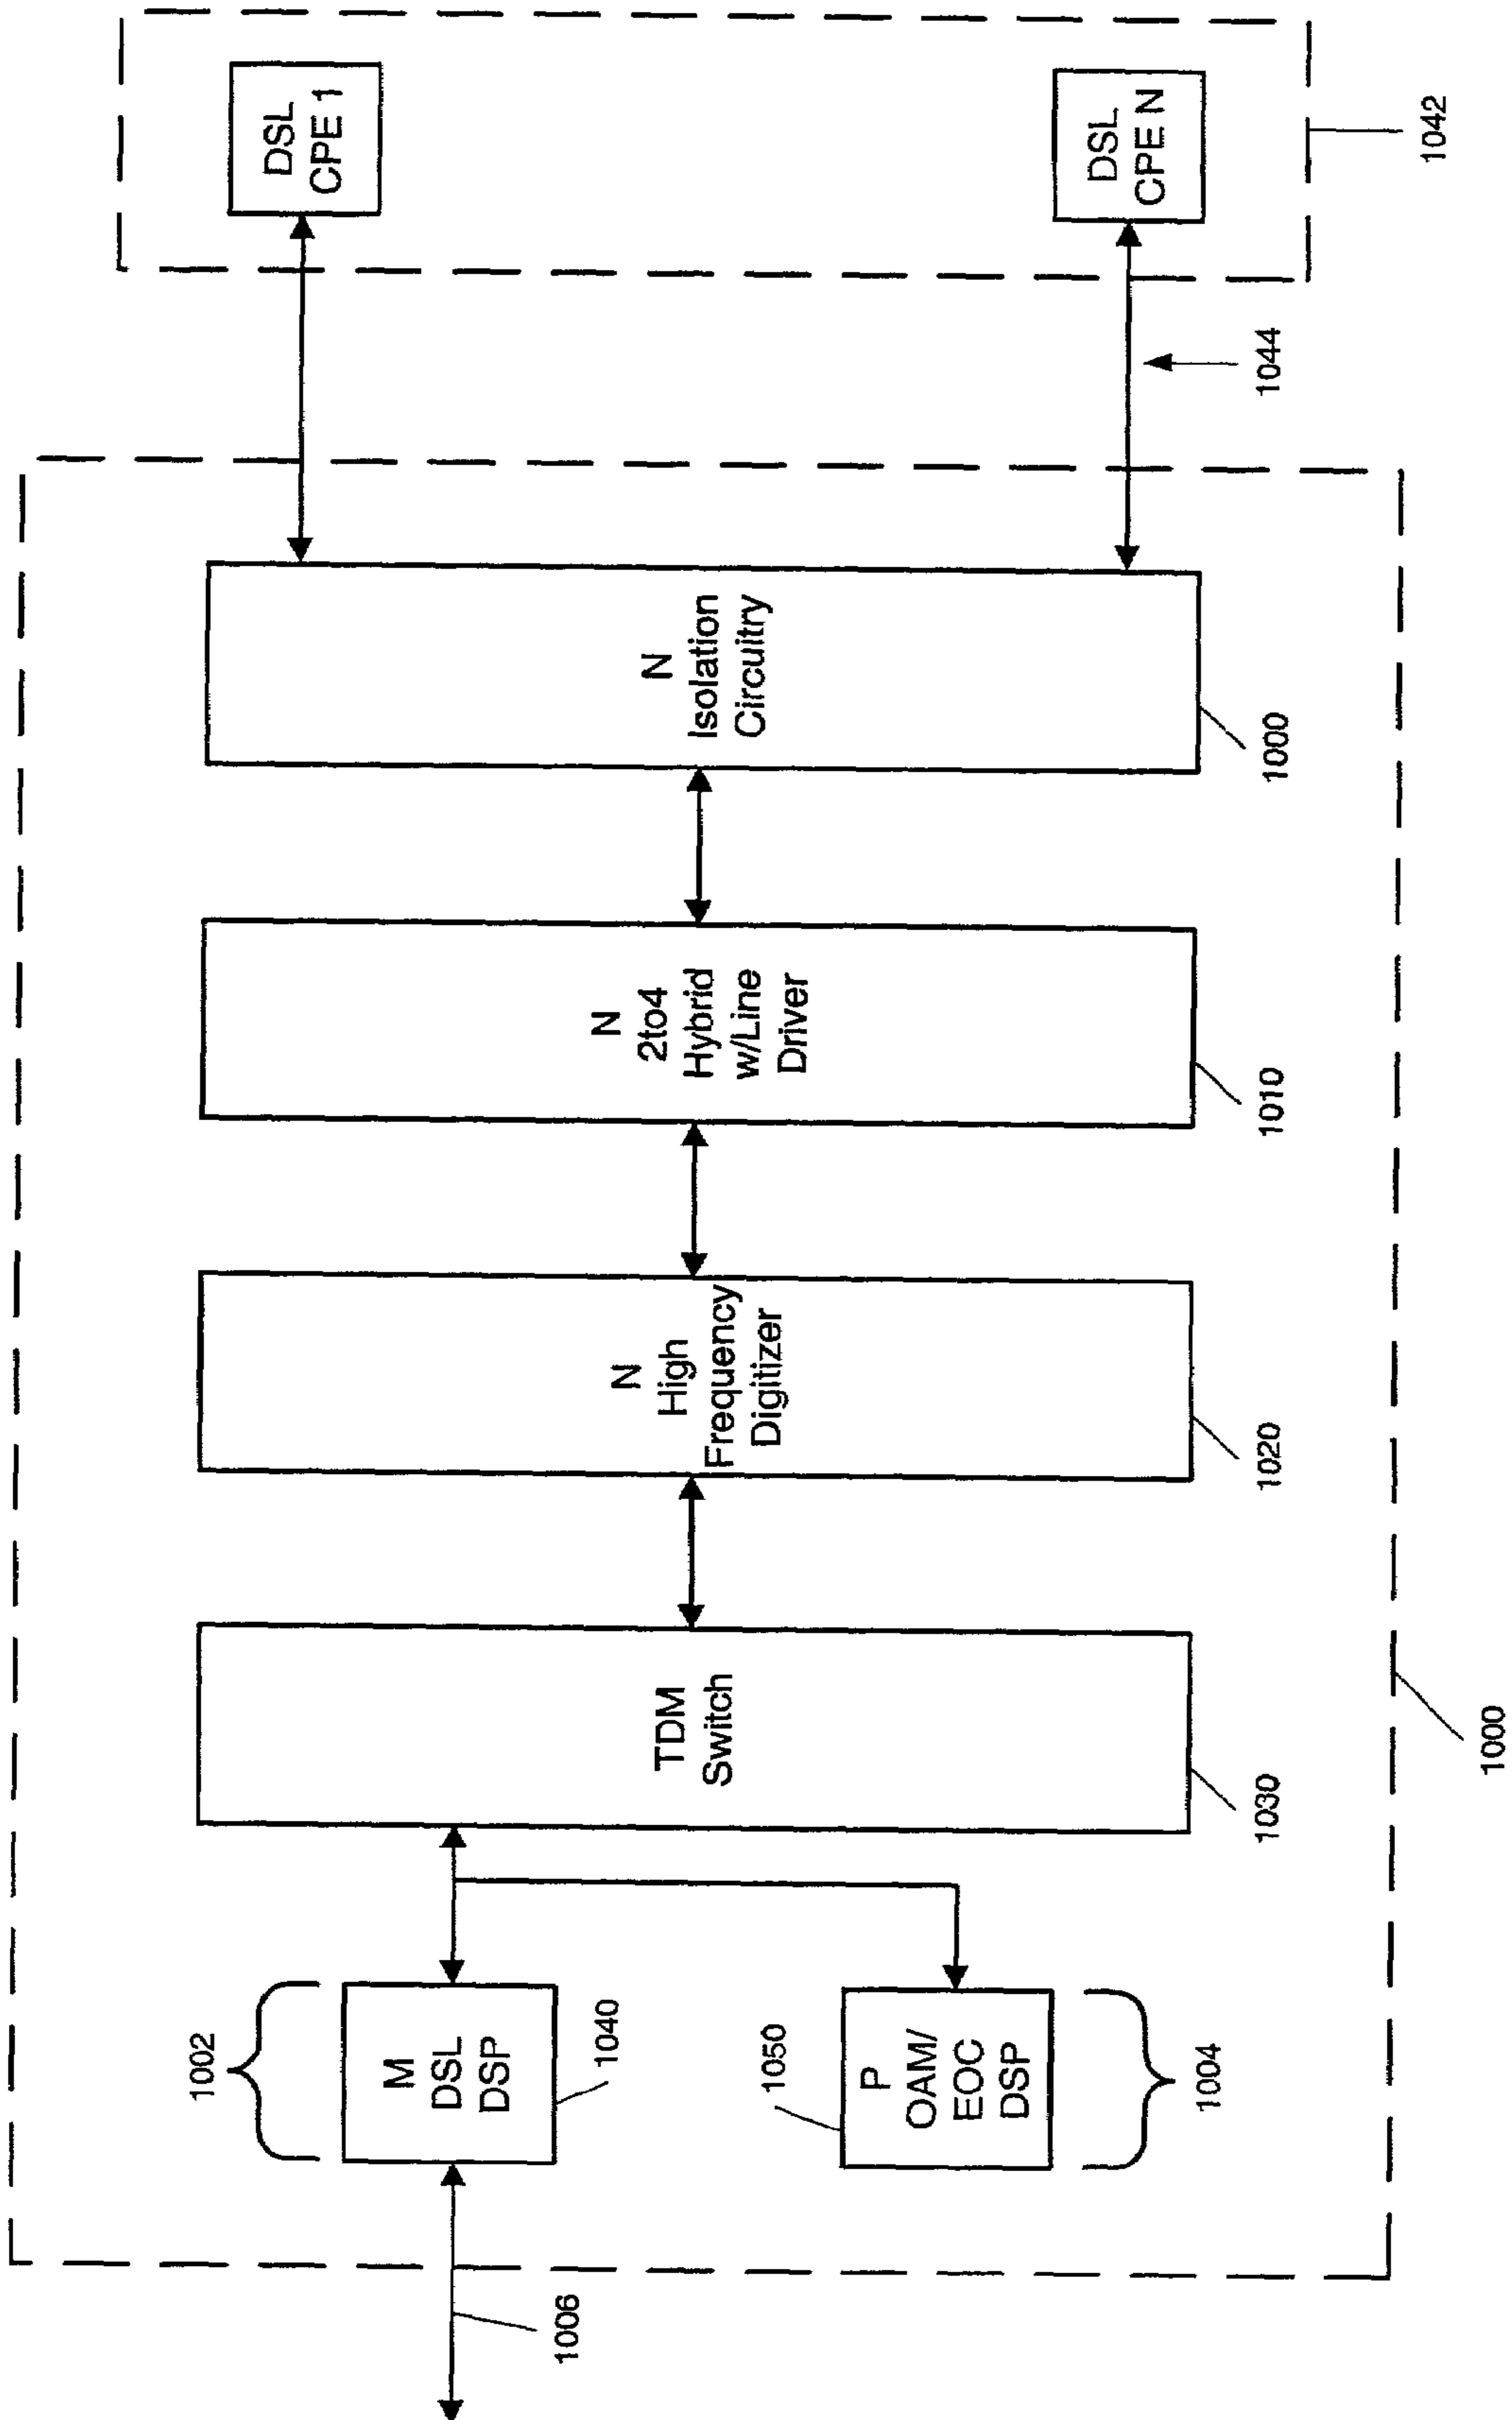 1002
M
DSL
DSP
1040
1006
1050
P
OAM/
EOC
DSP
1004
TDM
Switch
1030
N
High
Frequency
Digitizer
1020
N
2to4
Hybrid
w/Line
Driver
1010
N
Isolation
Circuitry
1000
1000
DSL
CPE 1
DSL
CPE N
1044
1042